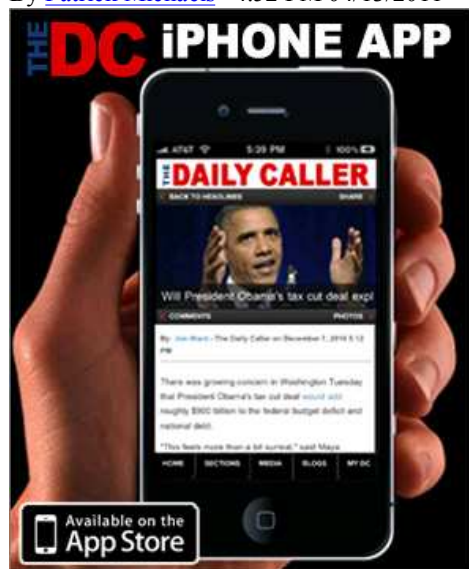 By Patrick Michaels
THE DC iPHONE APP
AT&T 5:39 PM 100%
THE DAILY CALLER
BACK TO HEADLINES SHARE
Will President Obama's tax cut deal expl
COMMENTS PHOTOS
By: Jon Ward - The Daily Caller on December 7, 2010 5:12
PM
There was growing concern in Washington Tuesday
that President Obama's tax cut deal would add
roughly $900 billion to the federal budget deficit and
national debt.
"This feels more than a bit surreal," said Maya
HOME SECTIONS MEDIA BLOGS MY DC
Available on the
App Store